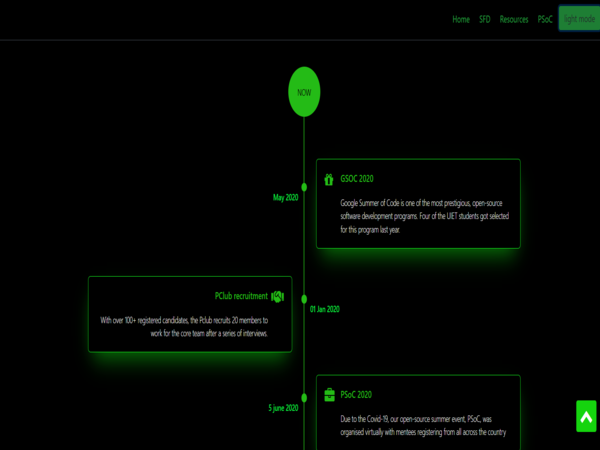 Home SFD Resources PSoC light mode
NOW
GSOC 2020
May 2020
Google Summer of Code is one of the most prestigious, open-source
software development programs. Four of the UIET students got selected
for this program last year.
PClub recruitment
01 Jan 2020
With over 100+ registered candidates, the Pclub recruits 20 members to
work for the core team after a series of interviews.
PSoC 2020
5 june 2020
Due to the Covid-19, our open-source summer event, PSoC, was
organised virtually with mentees registering from all across the country